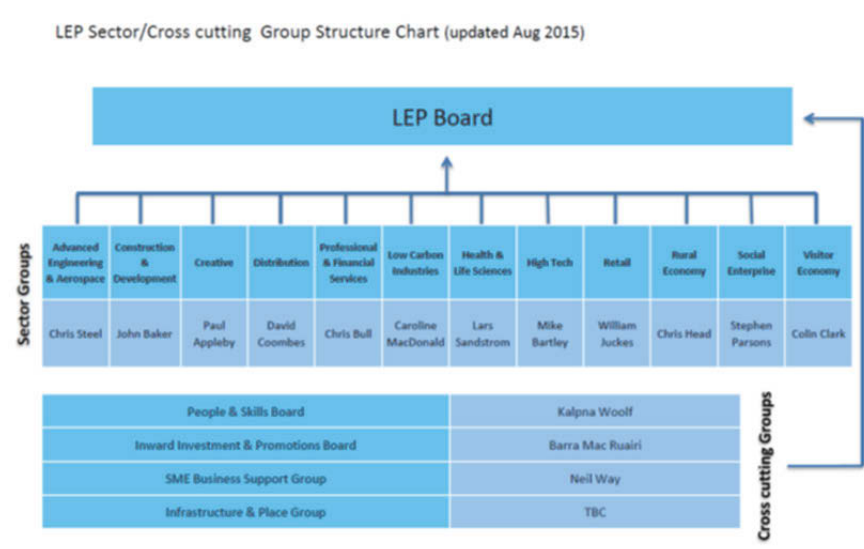 LEP Sector/Cross cutting Group Structure Chart (updated Aug 2015)
LEP Board
Sector Groups
Advanced
Engineering
& Aerospace
Construction
&
Development
Creative
Distribution
Professional
& Financial
Services
Low Carbon
Industries
Health &
Life Sciences
High Tech
Retail
Rural
Economy
Social
Enterprise
Visitor
Economy
Chris Steel
John Baker
Paul
Appleby
David
Coombes
Chris Bull
Caroline
MacDonald
Lars
Sandstrom
Mike
Bartley
William
Juckes
Chris Head
Stephen
Parsons
Colin Clark
People & Skills Board
Kalpna Woolf
Inward Investment & Promotions Board
Barra Mac Ruairi
SME Business Support Group
Neil Way
Infrastructure & Place Group
TBC
Cross cutting Groups